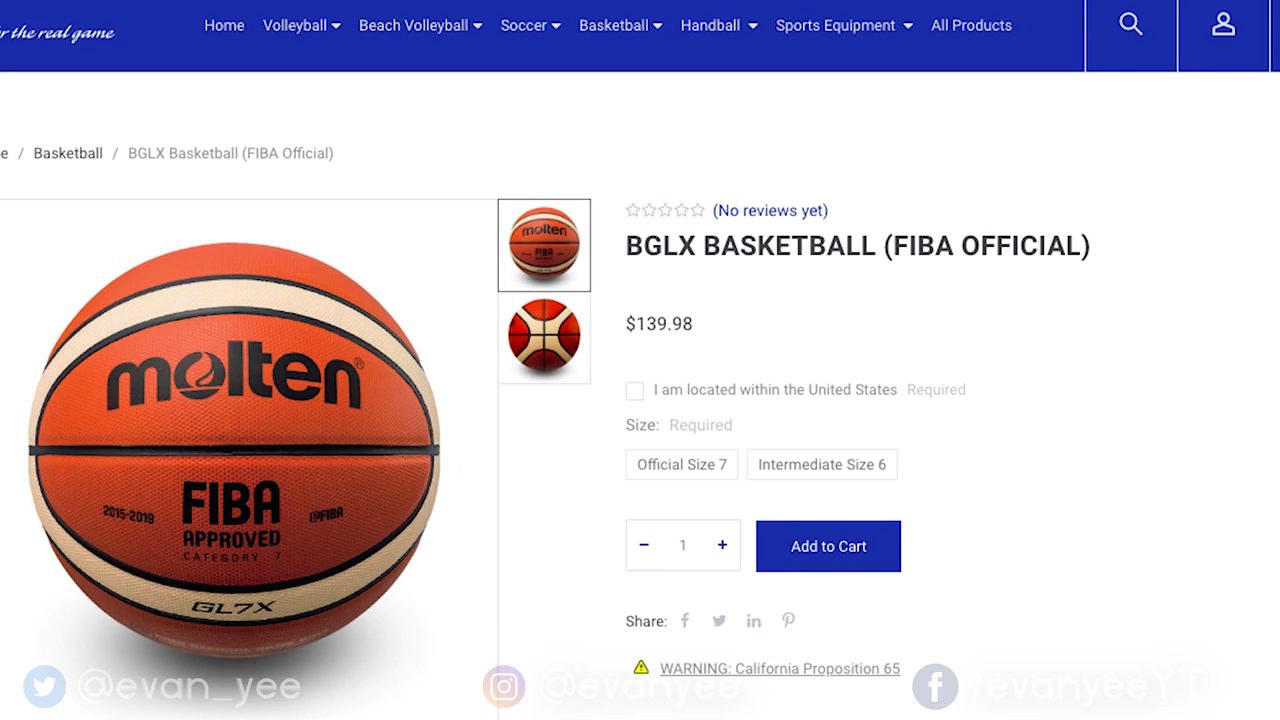 the real game
Home Volleyball Beach Volleyball Soccer Basketball Handball Sports Equipment All Products
/ Basketball / BGLX Basketball (FIBA Official)
(No reviews yet)
BGLX BASKETBALL (FIBA OFFICIAL)
$139.98
I am located within the United States Required
Size: Required
Official Size 7 Intermediate Size 6
− 1 +
Add to Cart
Share:
WARNING: California Proposition 65
molten®
2015-2019
FIBA
APPROVED
CATEGORY 7
@FIBA
GL7X
molten
FIBA
@evan_yee
@evanyee
/evanyeeYT